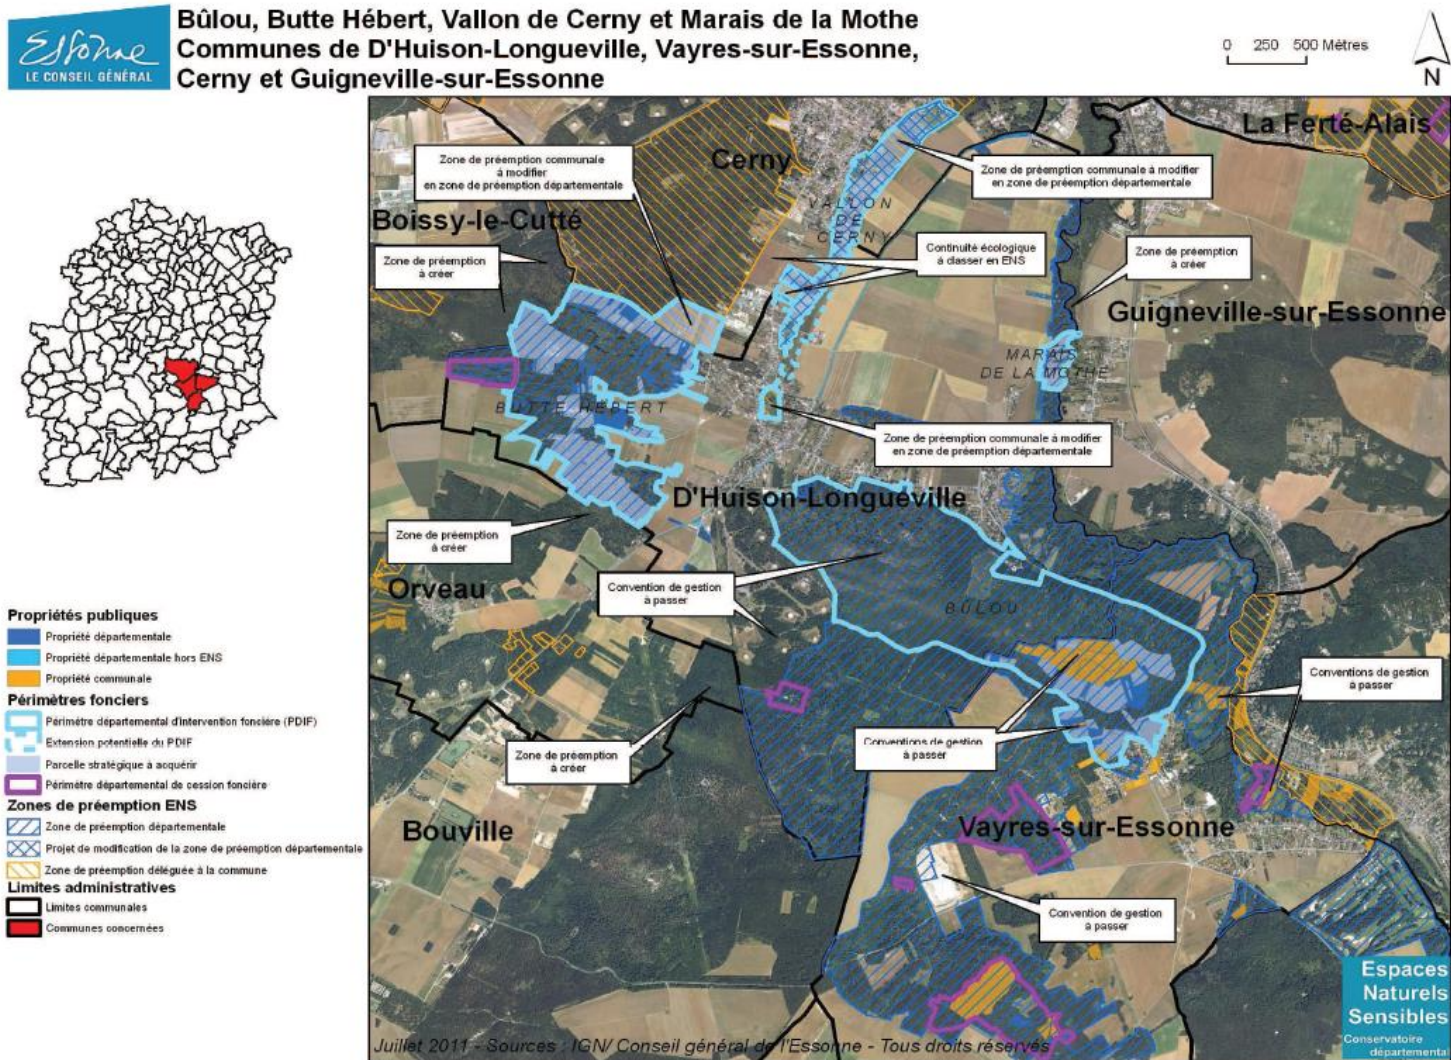 Essonne
LE CONSEIL GÉNÉRAL
Bûlou, Butte Hébert, Vallon de Cerny et Marais de la Mothe
Communes de D'Huison-Longueville, Vayres-sur-Essonne,
Cerny et Guigneville-sur-Essonne
0 250 500 Mètres
N
La Ferté-Alais
Cerny
Zone de préemption communale
à modifier
en zone de préemption départementale
Zone de préemption communale à modifier
en zone de préemption départementale
VALLON
DE
CERNY
Boissy-le-Cutté
Zone de préemption
à créer
Continuité écologique
à classer en ENS
Zone de préemption
à créer
Guigneville-sur-Essonne
MARAIS
DE LA MOTHE
BUTTE HÉBERT
Zone de préemption communale à modifier
en zone de préemption départementale
D'Huison-Longueville
Zone de préemption
à créer
Orveau
Convention de gestion
à passer
BÛLOU
Conventions de gestion
à passer
Conventions de gestion
à passer
Zone de préemption
à créer
Bouville
Vayres-sur-Essonne
Convention de gestion
à passer
Propriétés publiques
Propriété départementale
Propriété départementale hors ENS
Propriété communale
Périmètres fonciers
Périmètre départemental d'intervention foncière (PDIF)
Extension potentielle du PDIF
Parcelle stratégique à acquérir
Périmètre départemental de cession foncière
Zones de préemption ENS
Zone de préemption départementale
Projet de modification de la zone de préemption départementale
Zone de préemption déléguée à la commune
Limites administratives
Limites communales
Communes concernées
Espaces
Naturels
Sensibles
Conservatoire
départemental
Juillet 2011 - Sources : IGN/ Conseil général de l'Essonne - Tous droits réservés